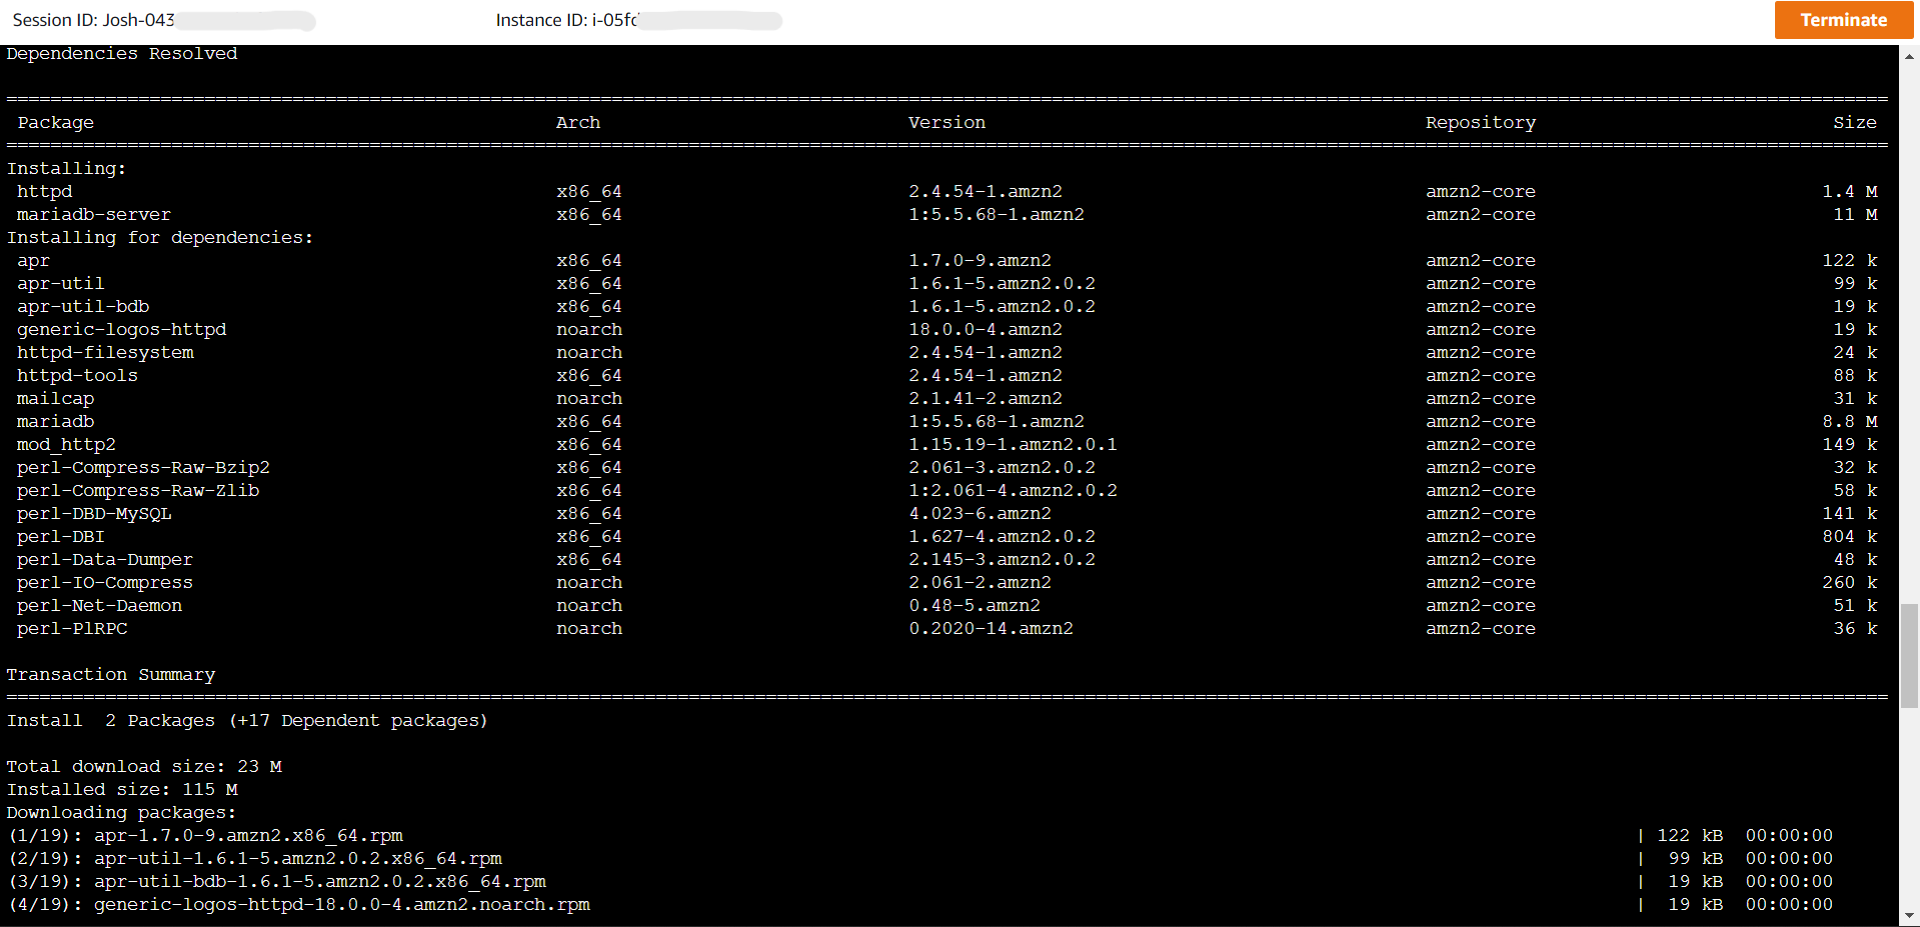 Session ID: Josh-043
Instance ID: i-05f
Terminate
Dependencies Resolved
================================================================================
Package Arch Version Repository Size
================================================================================
Installing:
httpd x86_64 2.4.54-1.amzn2 amzn2-core 1.4 M
mariadb-server x86_64 1:5.5.68-1.amzn2 amzn2-core 11 M
Installing for dependencies:
apr x86_64 1.7.0-9.amzn2 amzn2-core 122 k
apr-util x86_64 1.6.1-5.amzn2.0.2 amzn2-core 99 k
apr-util-bdb x86_64 1.6.1-5.amzn2.0.2 amzn2-core 19 k
generic-logos-httpd noarch 18.0.0-4.amzn2 amzn2-core 19 k
httpd-filesystem noarch 2.4.54-1.amzn2 amzn2-core 24 k
httpd-tools x86_64 2.4.54-1.amzn2 amzn2-core 88 k
mailcap noarch 2.1.41-2.amzn2 amzn2-core 31 k
mariadb x86_64 1:5.5.68-1.amzn2 amzn2-core 8.8 M
mod_http2 x86_64 1.15.19-1.amzn2.0.1 amzn2-core 149 k
perl-Compress-Raw-Bzip2 x86_64 2.061-3.amzn2.0.2 amzn2-core 32 k
perl-Compress-Raw-Zlib x86_64 1:2.061-4.amzn2.0.2 amzn2-core 58 k
perl-DBD-MySQL x86_64 4.023-6.amzn2 amzn2-core 141 k
perl-DBI x86_64 1.627-4.amzn2.0.2 amzn2-core 804 k
perl-Data-Dumper x86_64 2.145-3.amzn2.0.2 amzn2-core 48 k
perl-IO-Compress noarch 2.061-2.amzn2 amzn2-core 260 k
perl-Net-Daemon noarch 0.48-5.amzn2 amzn2-core 51 k
perl-PlRPC noarch 0.2020-14.amzn2 amzn2-core 36 k
Transaction Summary
================================================================================
Install 2 Packages (+17 Dependent packages)
Total download size: 23 M
Installed size: 115 M
Downloading packages:
(1/19): apr-1.7.0-9.amzn2.x86_64.rpm | 122 kB 00:00:00
(2/19): apr-util-1.6.1-5.amzn2.0.2.x86_64.rpm | 99 kB 00:00:00
(3/19): apr-util-bdb-1.6.1-5.amzn2.0.2.x86_64.rpm | 19 kB 00:00:00
(4/19): generic-logos-httpd-18.0.0-4.amzn2.noarch.rpm | 19 kB 00:00:00